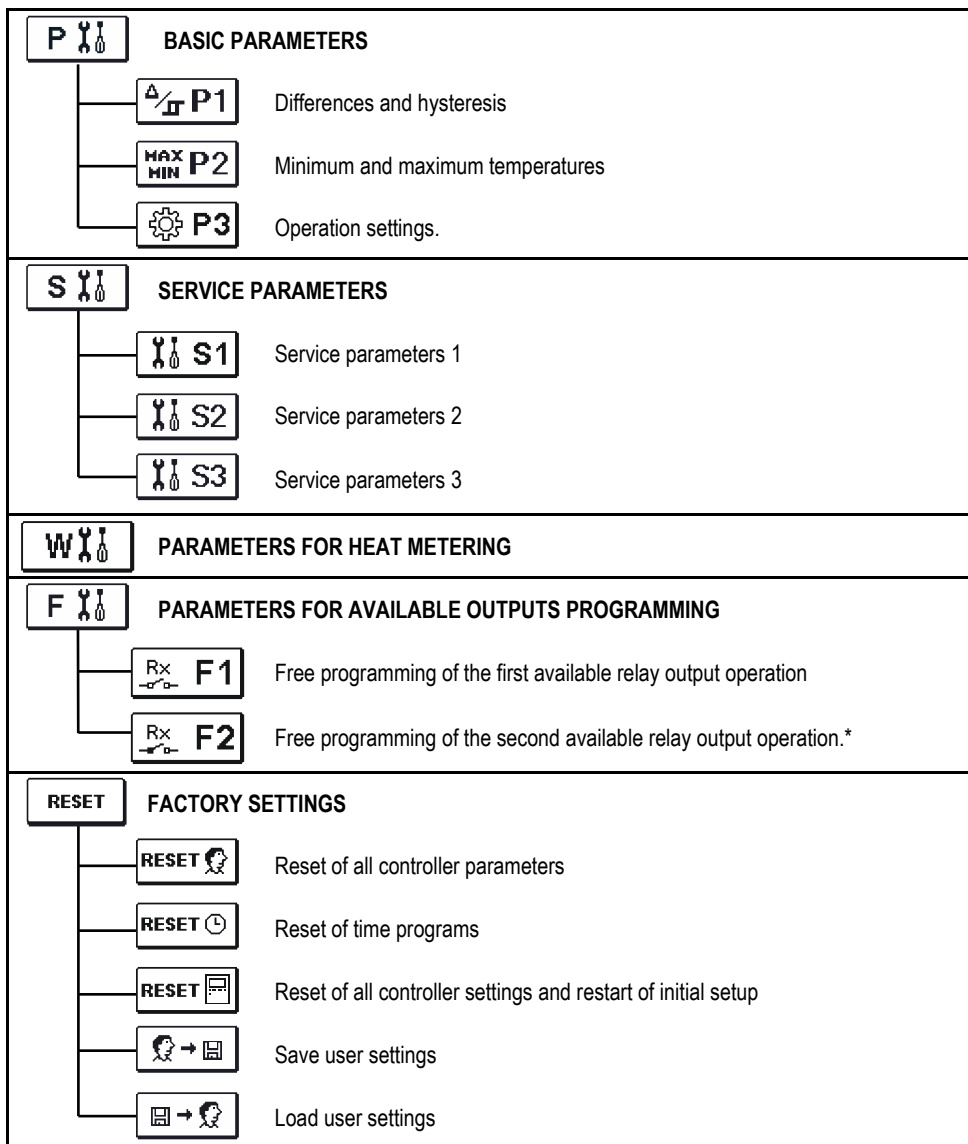 P BASIC PARAMETERS
P1 Differences and hysteresis
MAX MIN P2 Minimum and maximum temperatures
P3 Operation settings.
S SERVICE PARAMETERS
S1 Service parameters 1
S2 Service parameters 2
S3 Service parameters 3
W PARAMETERS FOR HEAT METERING
F PARAMETERS FOR AVAILABLE OUTPUTS PROGRAMMING
Rx F1 Free programming of the first available relay output operation
Rx F2 Free programming of the second available relay output operation.*
RESET FACTORY SETTINGS
RESET Reset of all controller parameters
RESET Reset of time programs
RESET Reset of all controller settings and restart of initial setup
Save user settings
Load user settings